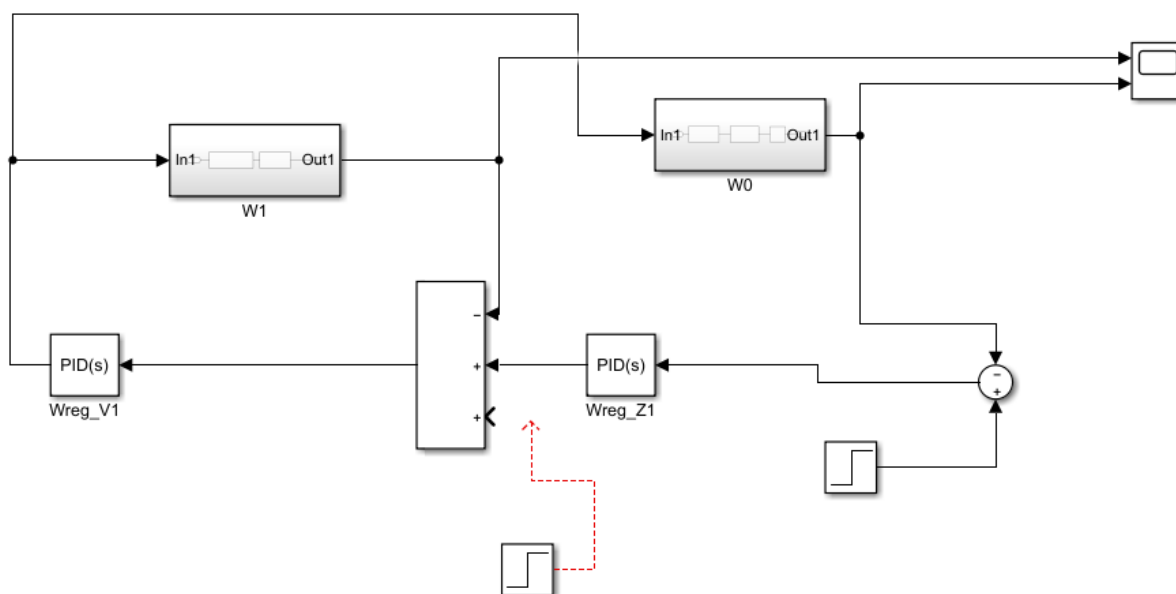 In1
Out1
W1
In1
Out1
W0
−
+
+
PID(s)
Wreg_V1
PID(s)
Wreg_Z1
−
+